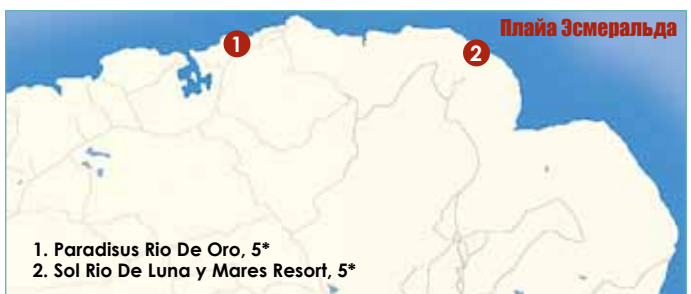 Плайа Эсмеральда
1
2
1. Paradisus Rio De Oro, 5*
2. Sol Rio De Luna y Mares Resort, 5*